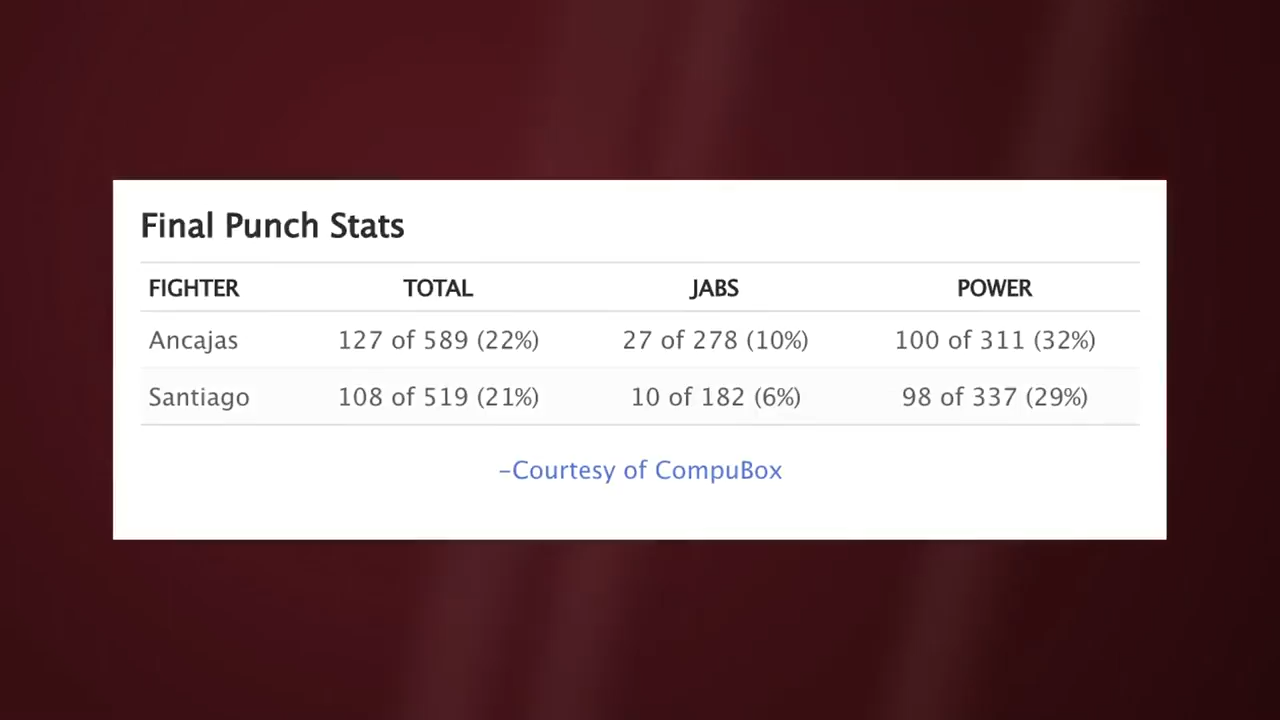 Final Punch Stats
FIGHTER TOTAL JABS POWER
Ancajas 127 of 589 (22%) 27 of 278 (10%) 100 of 311 (32%)
Santiago 108 of 519 (21%) 10 of 182 (6%) 98 of 337 (29%)
–Courtesy of CompuBox